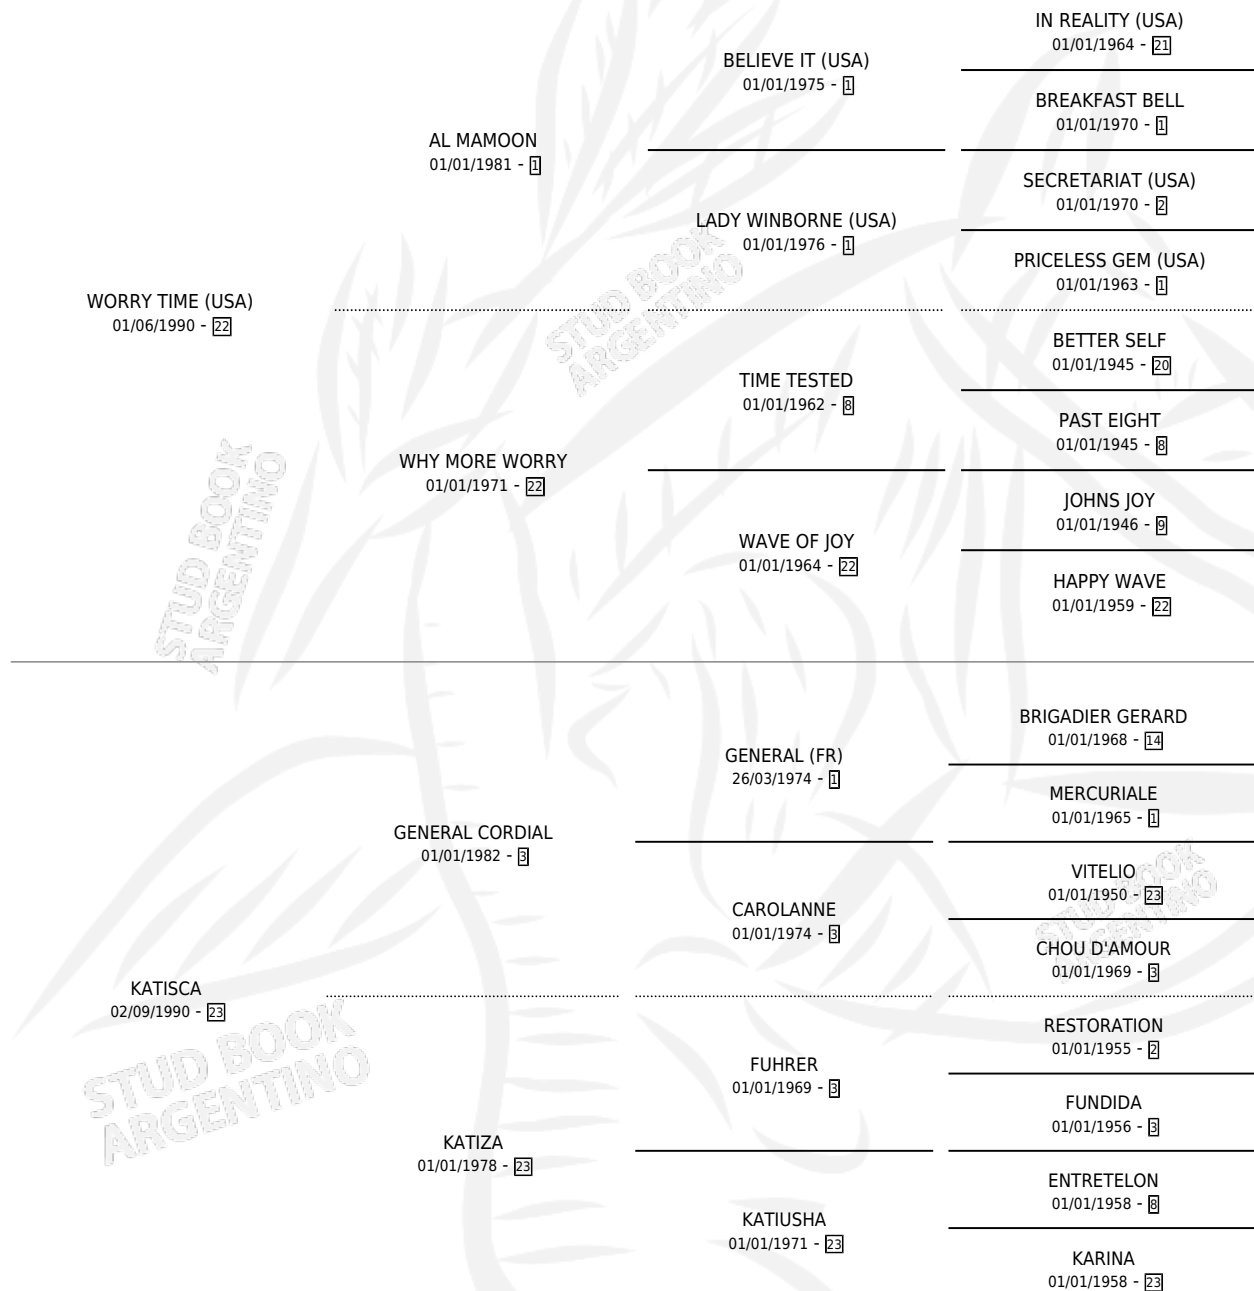 IN REALITY (USA)
01/01/1964 - 21
BELIEVE IT (USA)
01/01/1975 - 1
BREAKFAST BELL
01/01/1970 - 1
AL MAMOON
01/01/1981 - 1
SECRETARIAT (USA)
01/01/1970 - 2
LADY WINBORNE (USA)
01/01/1976 - 1
PRICELESS GEM (USA)
01/01/1963 - 1
WORRY TIME (USA)
01/06/1990 - 22
BETTER SELF
01/01/1945 - 20
TIME TESTED
01/01/1962 - 8
PAST EIGHT
01/01/1945 - 8
WHY MORE WORRY
01/01/1971 - 22
JOHNS JOY
01/01/1946 - 9
WAVE OF JOY
01/01/1964 - 22
HAPPY WAVE
01/01/1959 - 22
BRIGADIER GERARD
01/01/1968 - 14
GENERAL (FR)
26/03/1974 - 1
MERCURIALE
01/01/1965 - 1
GENERAL CORDIAL
01/01/1982 - 3
VITELIO
01/01/1950 - 23
CAROLANNE
01/01/1974 - 3
CHOU D'AMOUR
01/01/1969 - 3
KATISCA
02/09/1990 - 23
RESTORATION
01/01/1955 - 2
FUHRER
01/01/1969 - 3
FUNDIDA
01/01/1956 - 3
KATIZA
01/01/1978 - 23
ENTRETELON
01/01/1958 - 8
KATIUSHA
01/01/1971 - 23
KARINA
01/01/1958 - 23
STUD BOOK
ARGENTINO
STUD BOOK
ARGENTINO
STUD BOOK
ARGENTINO
STUD BOOK
ARGENTINO